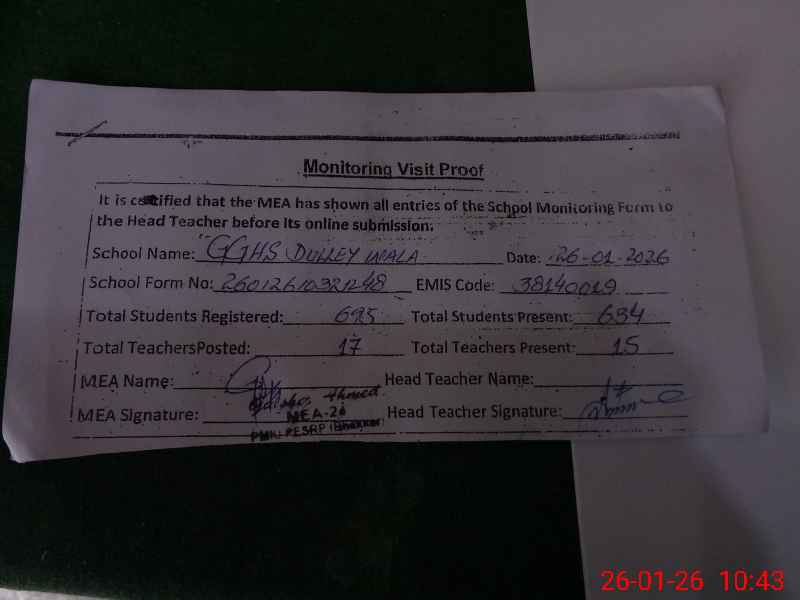 Monitoring Visit Proof
It is certified that the MEA has shown all entries of the School Monitoring Form to
the Head Teacher before its online submission.
School Name: GGHS DULLEY WALA Date: 26-01-2026
School Form No: EMIS Code: 38140019
Total Students Registered: 695 Total Students Present: 634
Total TeachersPosted: 17 Total Teachers Present: 15
MEA Name: Head Teacher Name:
Ahmed
MEA Signature: MEA-26 Head Teacher Signature:
PMIU PESRP (Bhakkar)
26-01-26 10:43